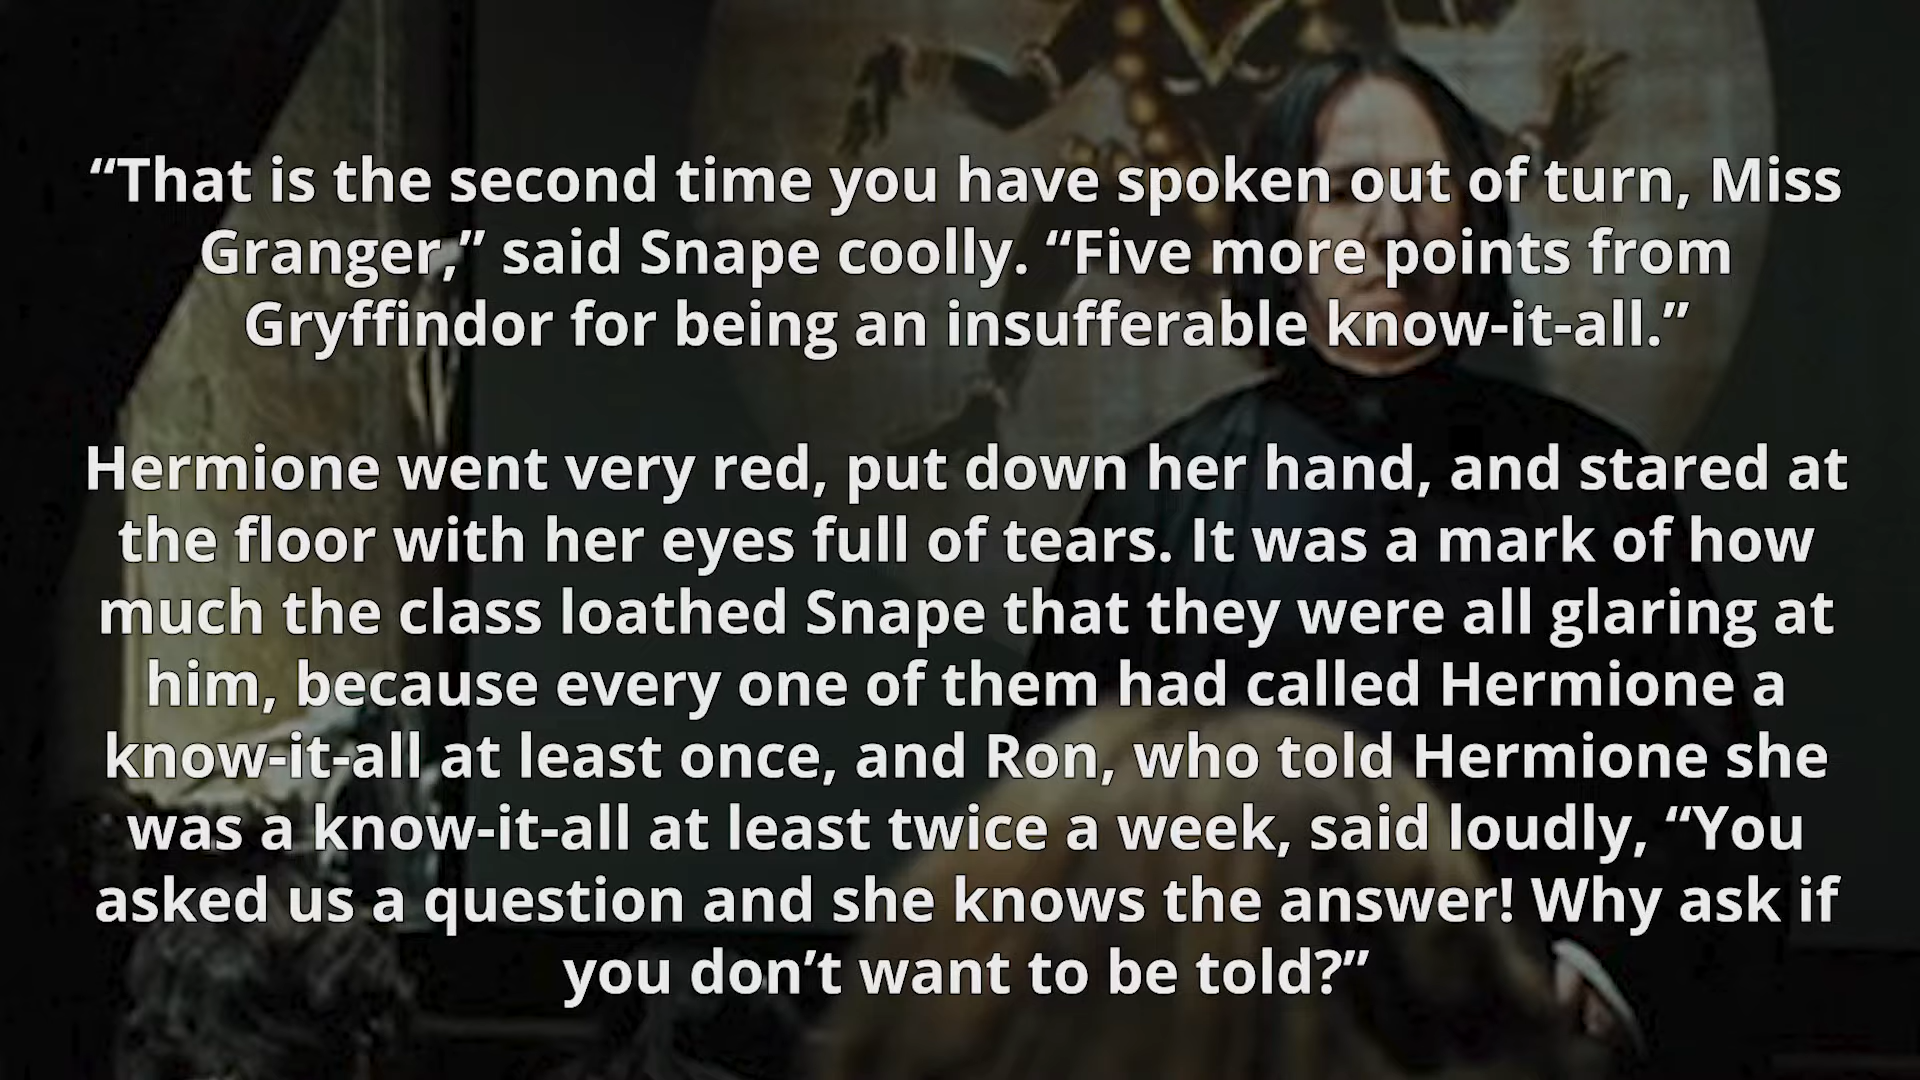 “That is the second time you have spoken out of turn, Miss
Granger,” said Snape coolly. “Five more points from
Gryffindor for being an insufferable know-it-all.”
Hermione went very red, put down her hand, and stared at
the floor with her eyes full of tears. It was a mark of how
much the class loathed Snape that they were all glaring at
him, because every one of them had called Hermione a
know-it-all at least once, and Ron, who told Hermione she
was a know-it-all at least twice a week, said loudly, “You
asked us a question and she knows the answer! Why ask if
you don’t want to be told?”